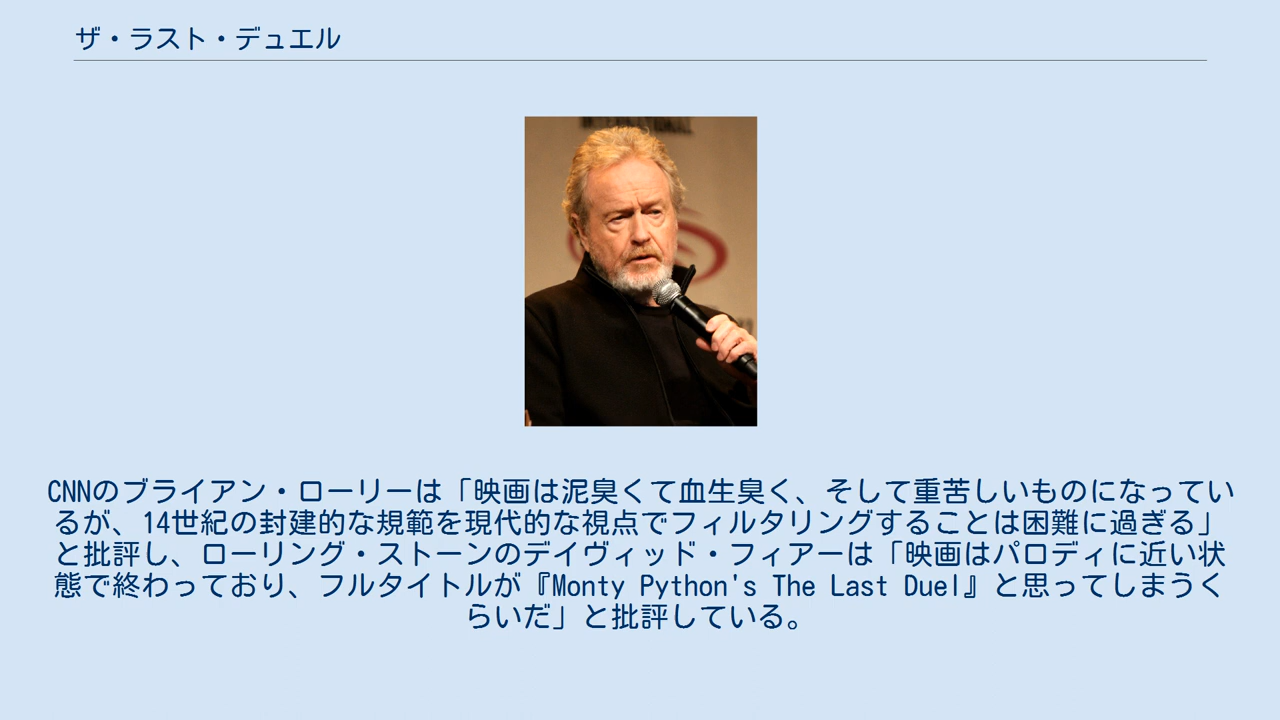 ザ・ラスト・デュエル
CNNのブライアン・ローリーは「映画は泥臭くて血生臭く、そして重苦しいものになってい
るが、14世紀の封建的な規範を現代的な視点でフィルタリングすることは困難に過ぎる」
と批評し、ローリング・ストーンのデイヴィッド・フィアーは「映画はパロディに近い状
態で終わっており、フルタイトルが『Monty Python's The Last Duel』と思ってしまうく
らいだ」と批評している。